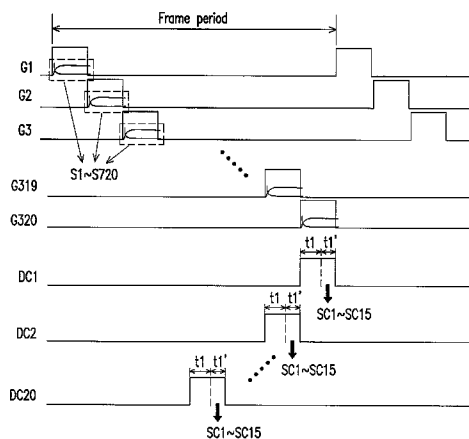 Frame period
G1
G2
G3
S1~S720
G319
G320
t1 t1'
DC1
SC1~SC15
t1 t1'
DC2
SC1~SC15
t1 t1'
DC20
SC1~SC15